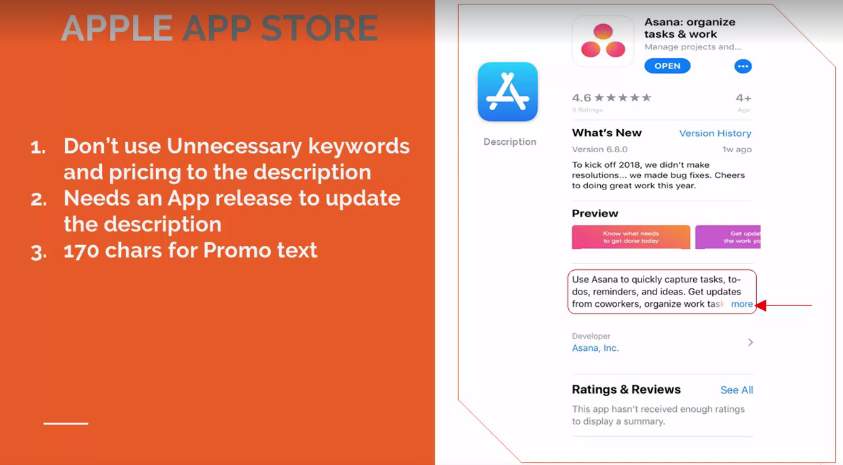 APPLE APP STORE
1. Don't use Unnecessary keywords
and pricing to the description
2. Needs an App release to update
the description
3. 170 chars for Promo text
Description
Asana: organize
tasks & work
Manage projects and...
OPEN
4.6
4+
5 Ratings
Age
What's New
Version History
Version 6.8.0
1w ago
To kick off 2018, we didn't make
resolutions... we made bug fixes. Cheers
to doing great work this year.
Preview
Know what needs
to get done today
Get upda
the work yo
Use Asana to quickly capture tasks, to-
dos, reminders, and ideas. Get updates
from coworkers, organize work task more
Developer
Asana, Inc.
Ratings & Reviews
See All
This app hasn't received enough ratings
to display a summary.